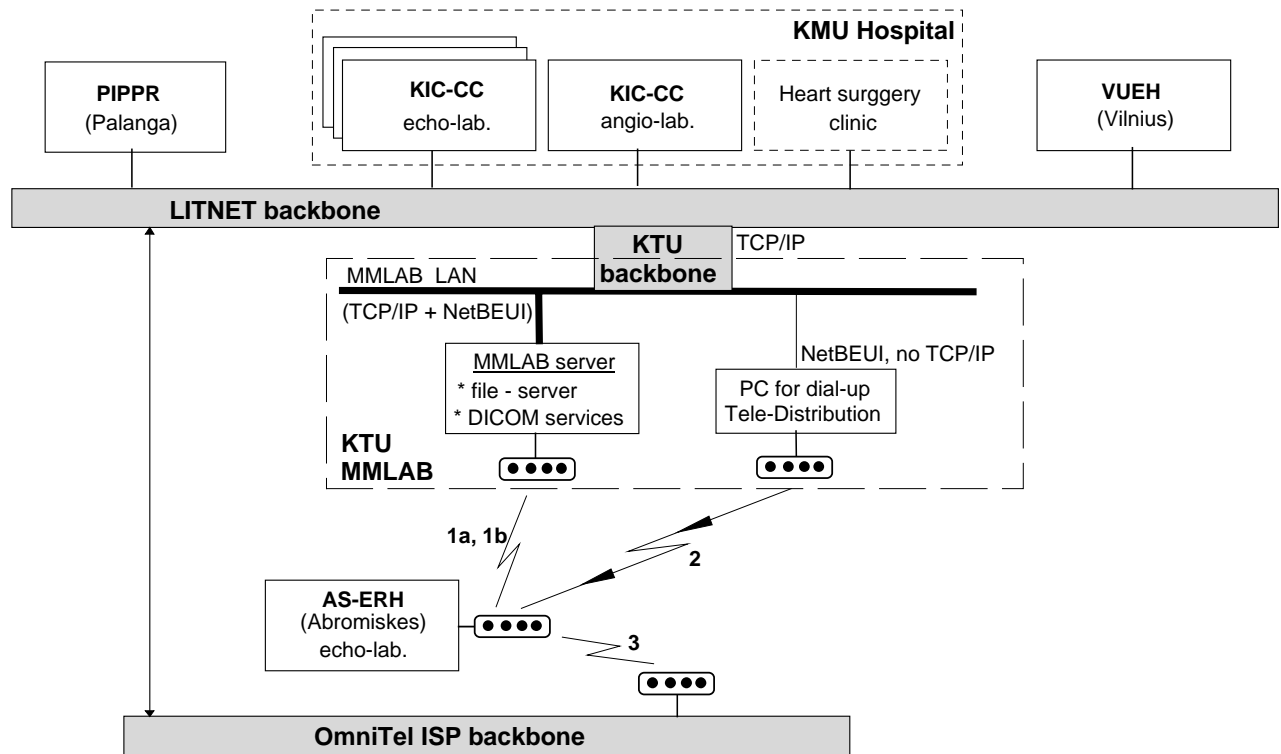 KMU Hospital
PIPPR
(Palanga)
KIC-CC
echo-lab.
KIC-CC
angio-lab.
Heart surggery
clinic
VUEH
(Vilnius)
LITNET backbone
KTU
backbone
TCP/IP
MMLAB LAN
(TCP/IP + NetBEUI)
NetBEUI, no TCP/IP
MMLAB server
* file - server
* DICOM services
PC for dial-up
Tele-Distribution
KTU
MMLAB
1a, 1b
2
AS-ERH
(Abromiskes)
echo-lab.
3
OmniTel ISP backbone